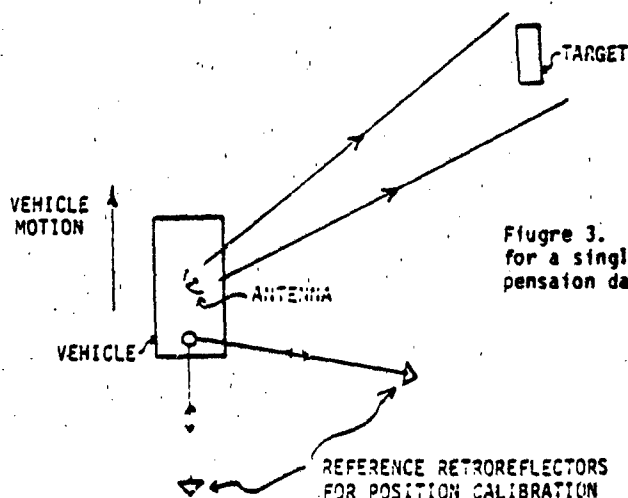 TARGET
VEHICLE
MOTION
Fiugre 3.
for a singl
pensaion da
ANTENNA
VEHICLE
REFERENCE RETROREFLECTORS
FOR POSITION CALIBRATION